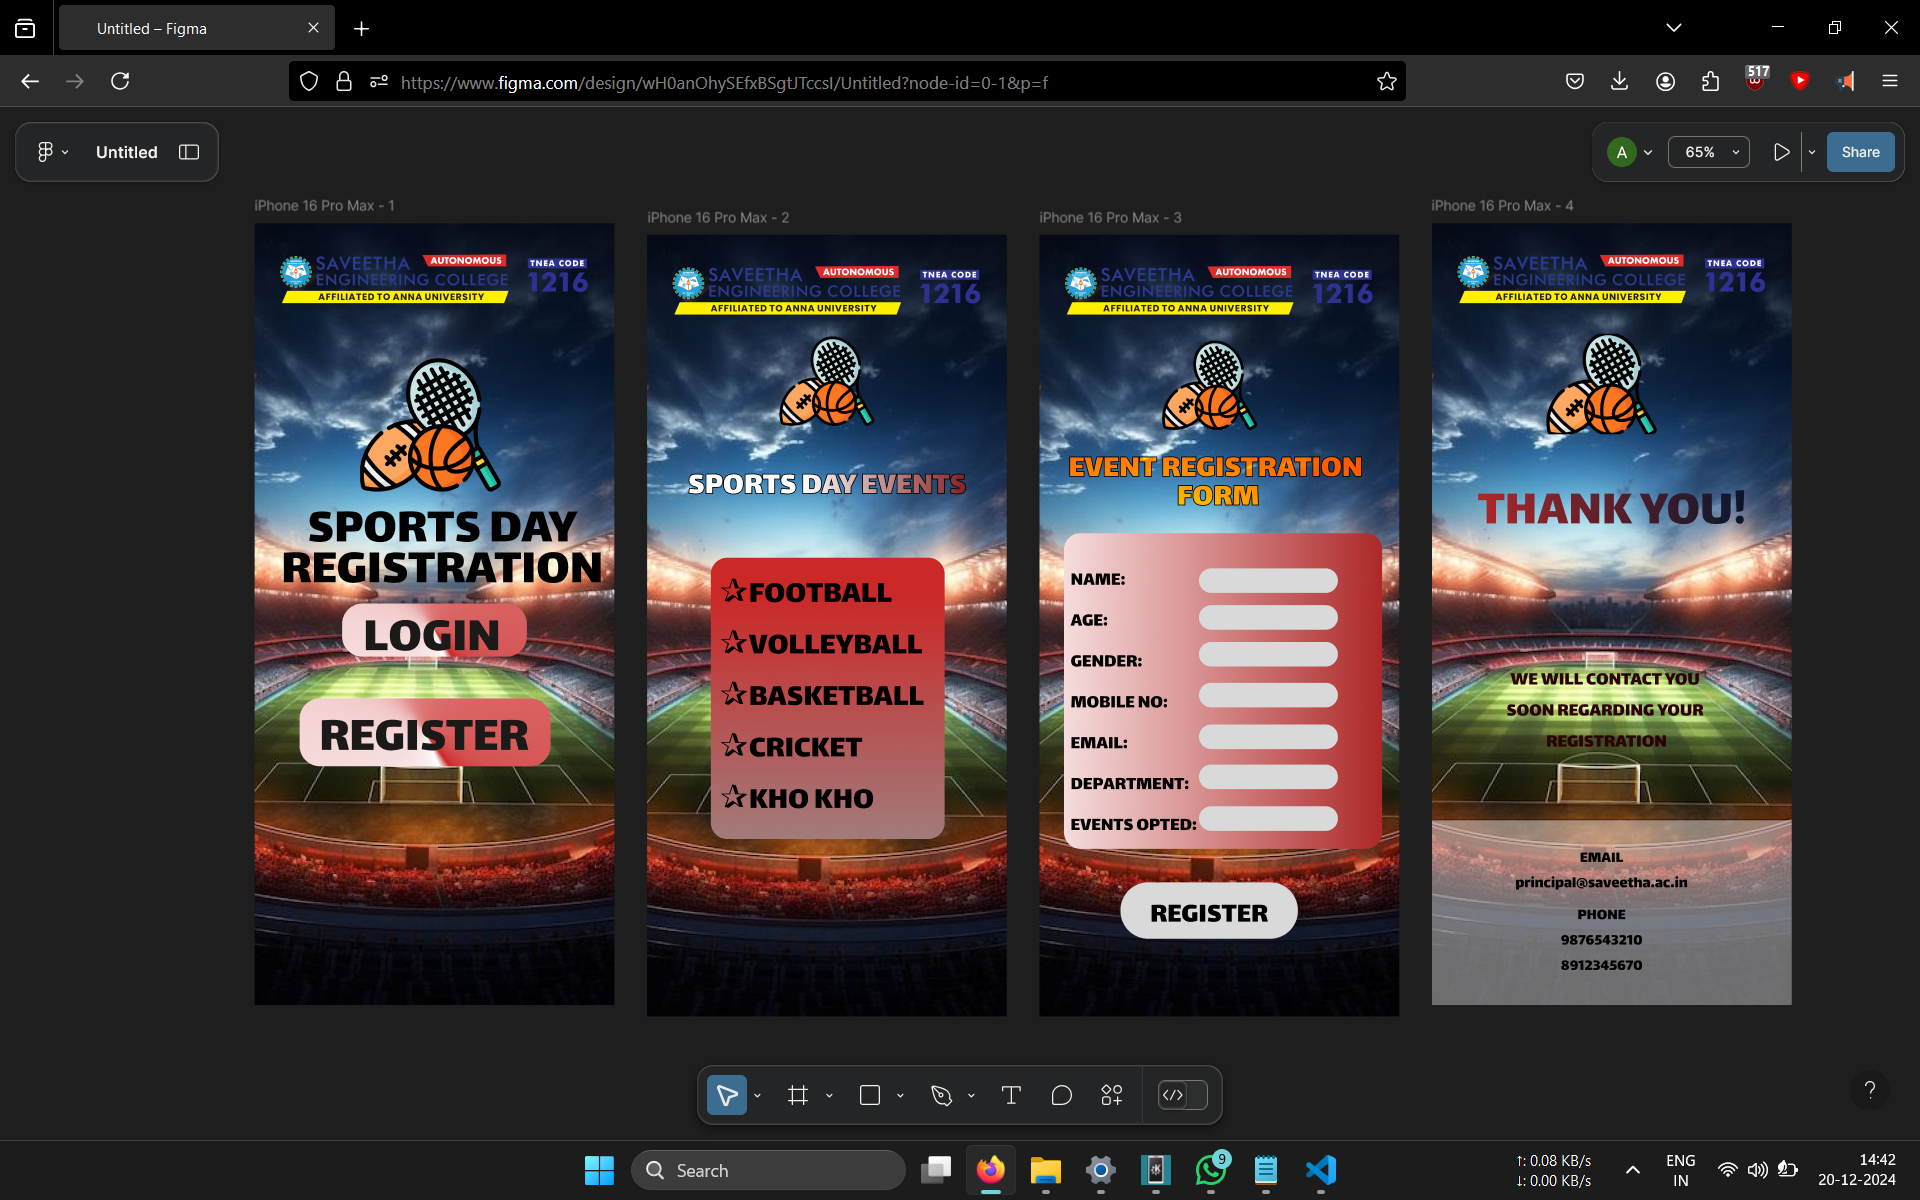 Untitled – Figma
https://www.figma.com/design/wH0anOhySEfxBSgtJTccsI/Untitled?node-id=0-1&p=f
517
Untitled
A
65%
Share
iPhone 16 Pro Max - 1
SAVEETHA
AUTONOMOUS
ENGINEERING COLLEGE
AFFILIATED TO ANNA UNIVERSITY
TNEA CODE
1216
SPORTS DAY
REGISTRATION
LOGIN
REGISTER
iPhone 16 Pro Max - 2
SAVEETHA
AUTONOMOUS
ENGINEERING COLLEGE
AFFILIATED TO ANNA UNIVERSITY
TNEA CODE
1216
SPORTS DAY EVENTS
☆FOOTBALL
☆VOLLEYBALL
☆BASKETBALL
☆CRICKET
☆KHO KHO
iPhone 16 Pro Max - 3
SAVEETHA
AUTONOMOUS
ENGINEERING COLLEGE
AFFILIATED TO ANNA UNIVERSITY
TNEA CODE
1216
EVENT REGISTRATION
FORM
NAME:
AGE:
GENDER:
MOBILE NO:
EMAIL:
DEPARTMENT:
EVENTS OPTED:
REGISTER
iPhone 16 Pro Max - 4
SAVEETHA
AUTONOMOUS
ENGINEERING COLLEGE
AFFILIATED TO ANNA UNIVERSITY
TNEA CODE
1216
THANK YOU!
WE WILL CONTACT YOU
SOON REGARDING YOUR
REGISTRATION
EMAIL
principal@saveetha.ac.in
PHONE
9876543210
8912345670
?
Search
9
↑: 0.08 KB/s
↓: 0.00 KB/s
ENG
IN
14:42
20-12-2024